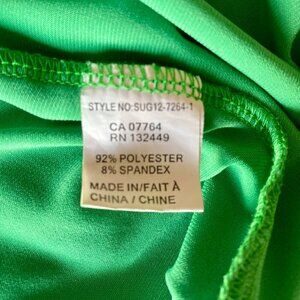 STYLE NO:SUG12-7264-1
CA 07764
RN 132449
92% POLYESTER
8% SPANDEX
MADE IN/FAIT À
CHINA / CHINE